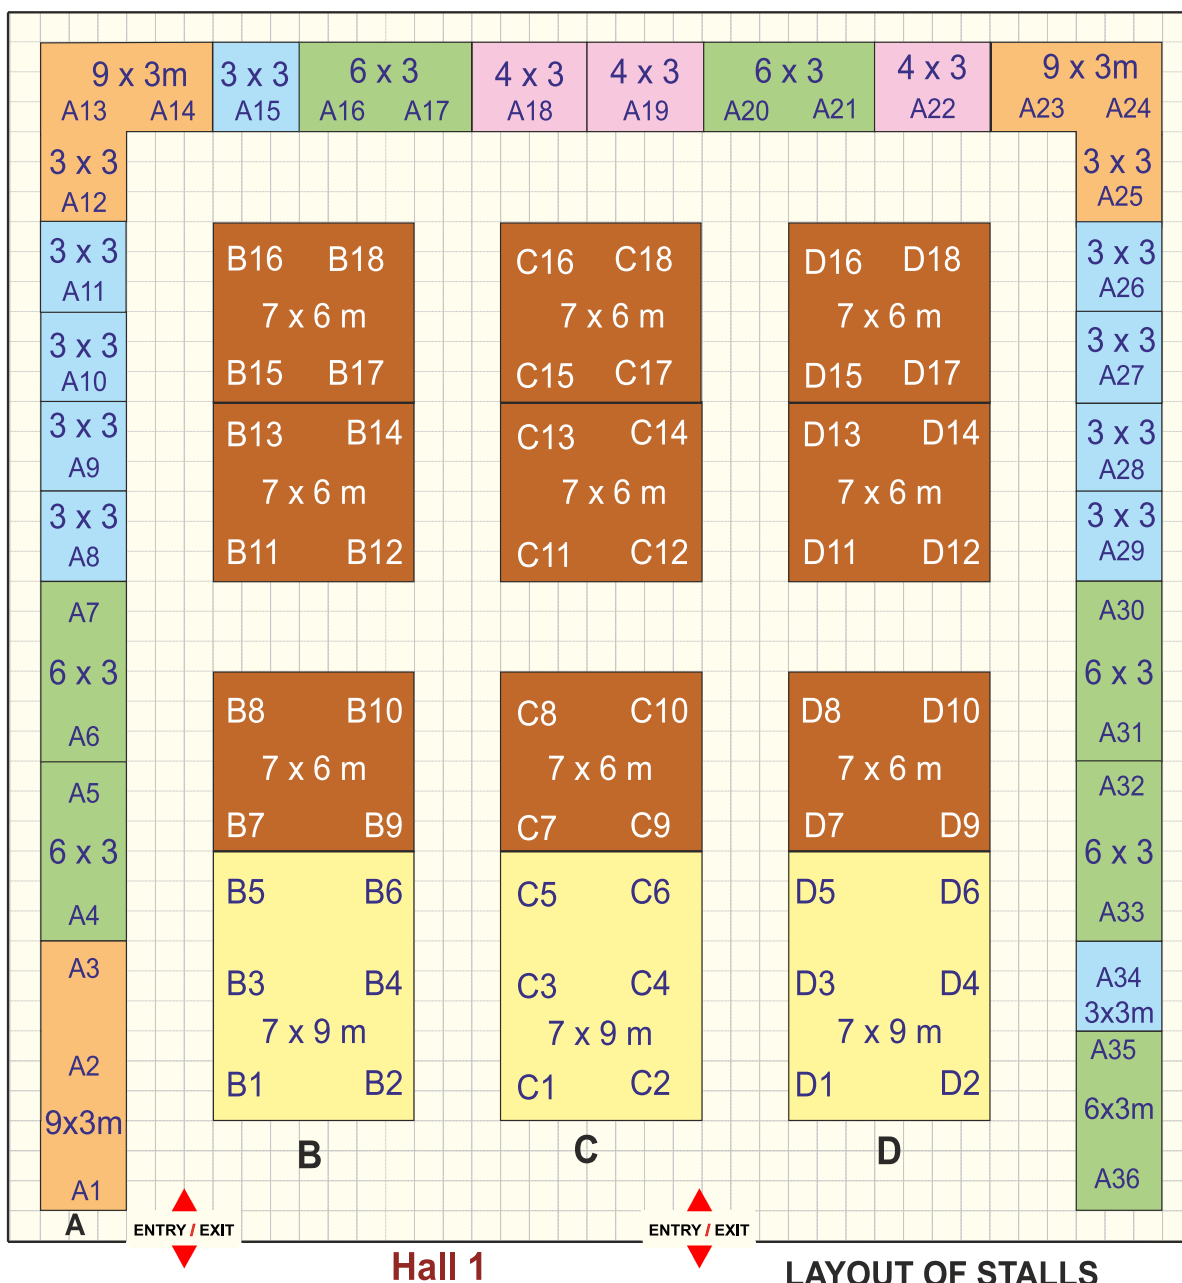 9 x 3m
3 x 3
6 x 3
4 x 3
4 x 3
6 x 3
4 x 3
9 x 3m
A13 A14 A15 A16 A17 A18 A19 A20 A21 A22 A23 A24
3 x 3
A12
3 x 3
A11
3 x 3
A10
3 x 3
A9
3 x 3
A8
A7
6 x 3
A6
A5
6 x 3
A4
A3
A2
9x3m
A1
A
B16 B18
7 x 6 m
B15 B17
B13 B14
7 x 6 m
B11 B12
B8 B10
7 x 6 m
B7 B9
B5 B6
B3 B4
7 x 9 m
B1 B2
B
C16 C18
7 x 6 m
C15 C17
C13 C14
7 x 6 m
C11 C12
C8 C10
7 x 6 m
C7 C9
C5 C6
C3 C4
7 x 9 m
C1 C2
C
D16 D18
7 x 6 m
D15 D17
D13 D14
7 x 6 m
D11 D12
D8 D10
7 x 6 m
D7 D9
D5 D6
D3 D4
7 x 9 m
D1 D2
D
3 x 3
A25
3 x 3
A26
3 x 3
A27
3 x 3
A28
3 x 3
A29
A30
6 x 3
A31
A32
6 x 3
A33
A34
3x3m
A35
6x3m
A36
ENTRY / EXIT
ENTRY / EXIT
Hall 1
LAYOUT OF STALLS